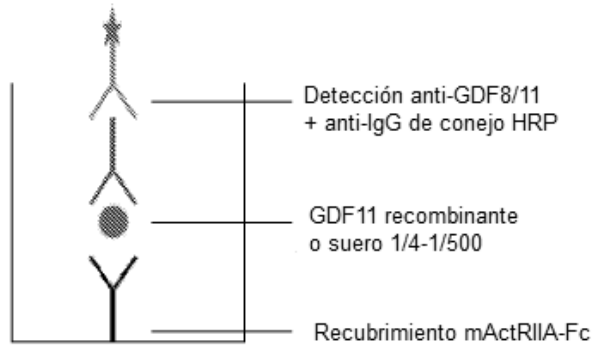 Detección anti-GDF8/11
+ anti-IgG de conejo HRP
GDF11 recombinante
o suero 1/4-1/500
Recubrimiento mActRIIA-Fc